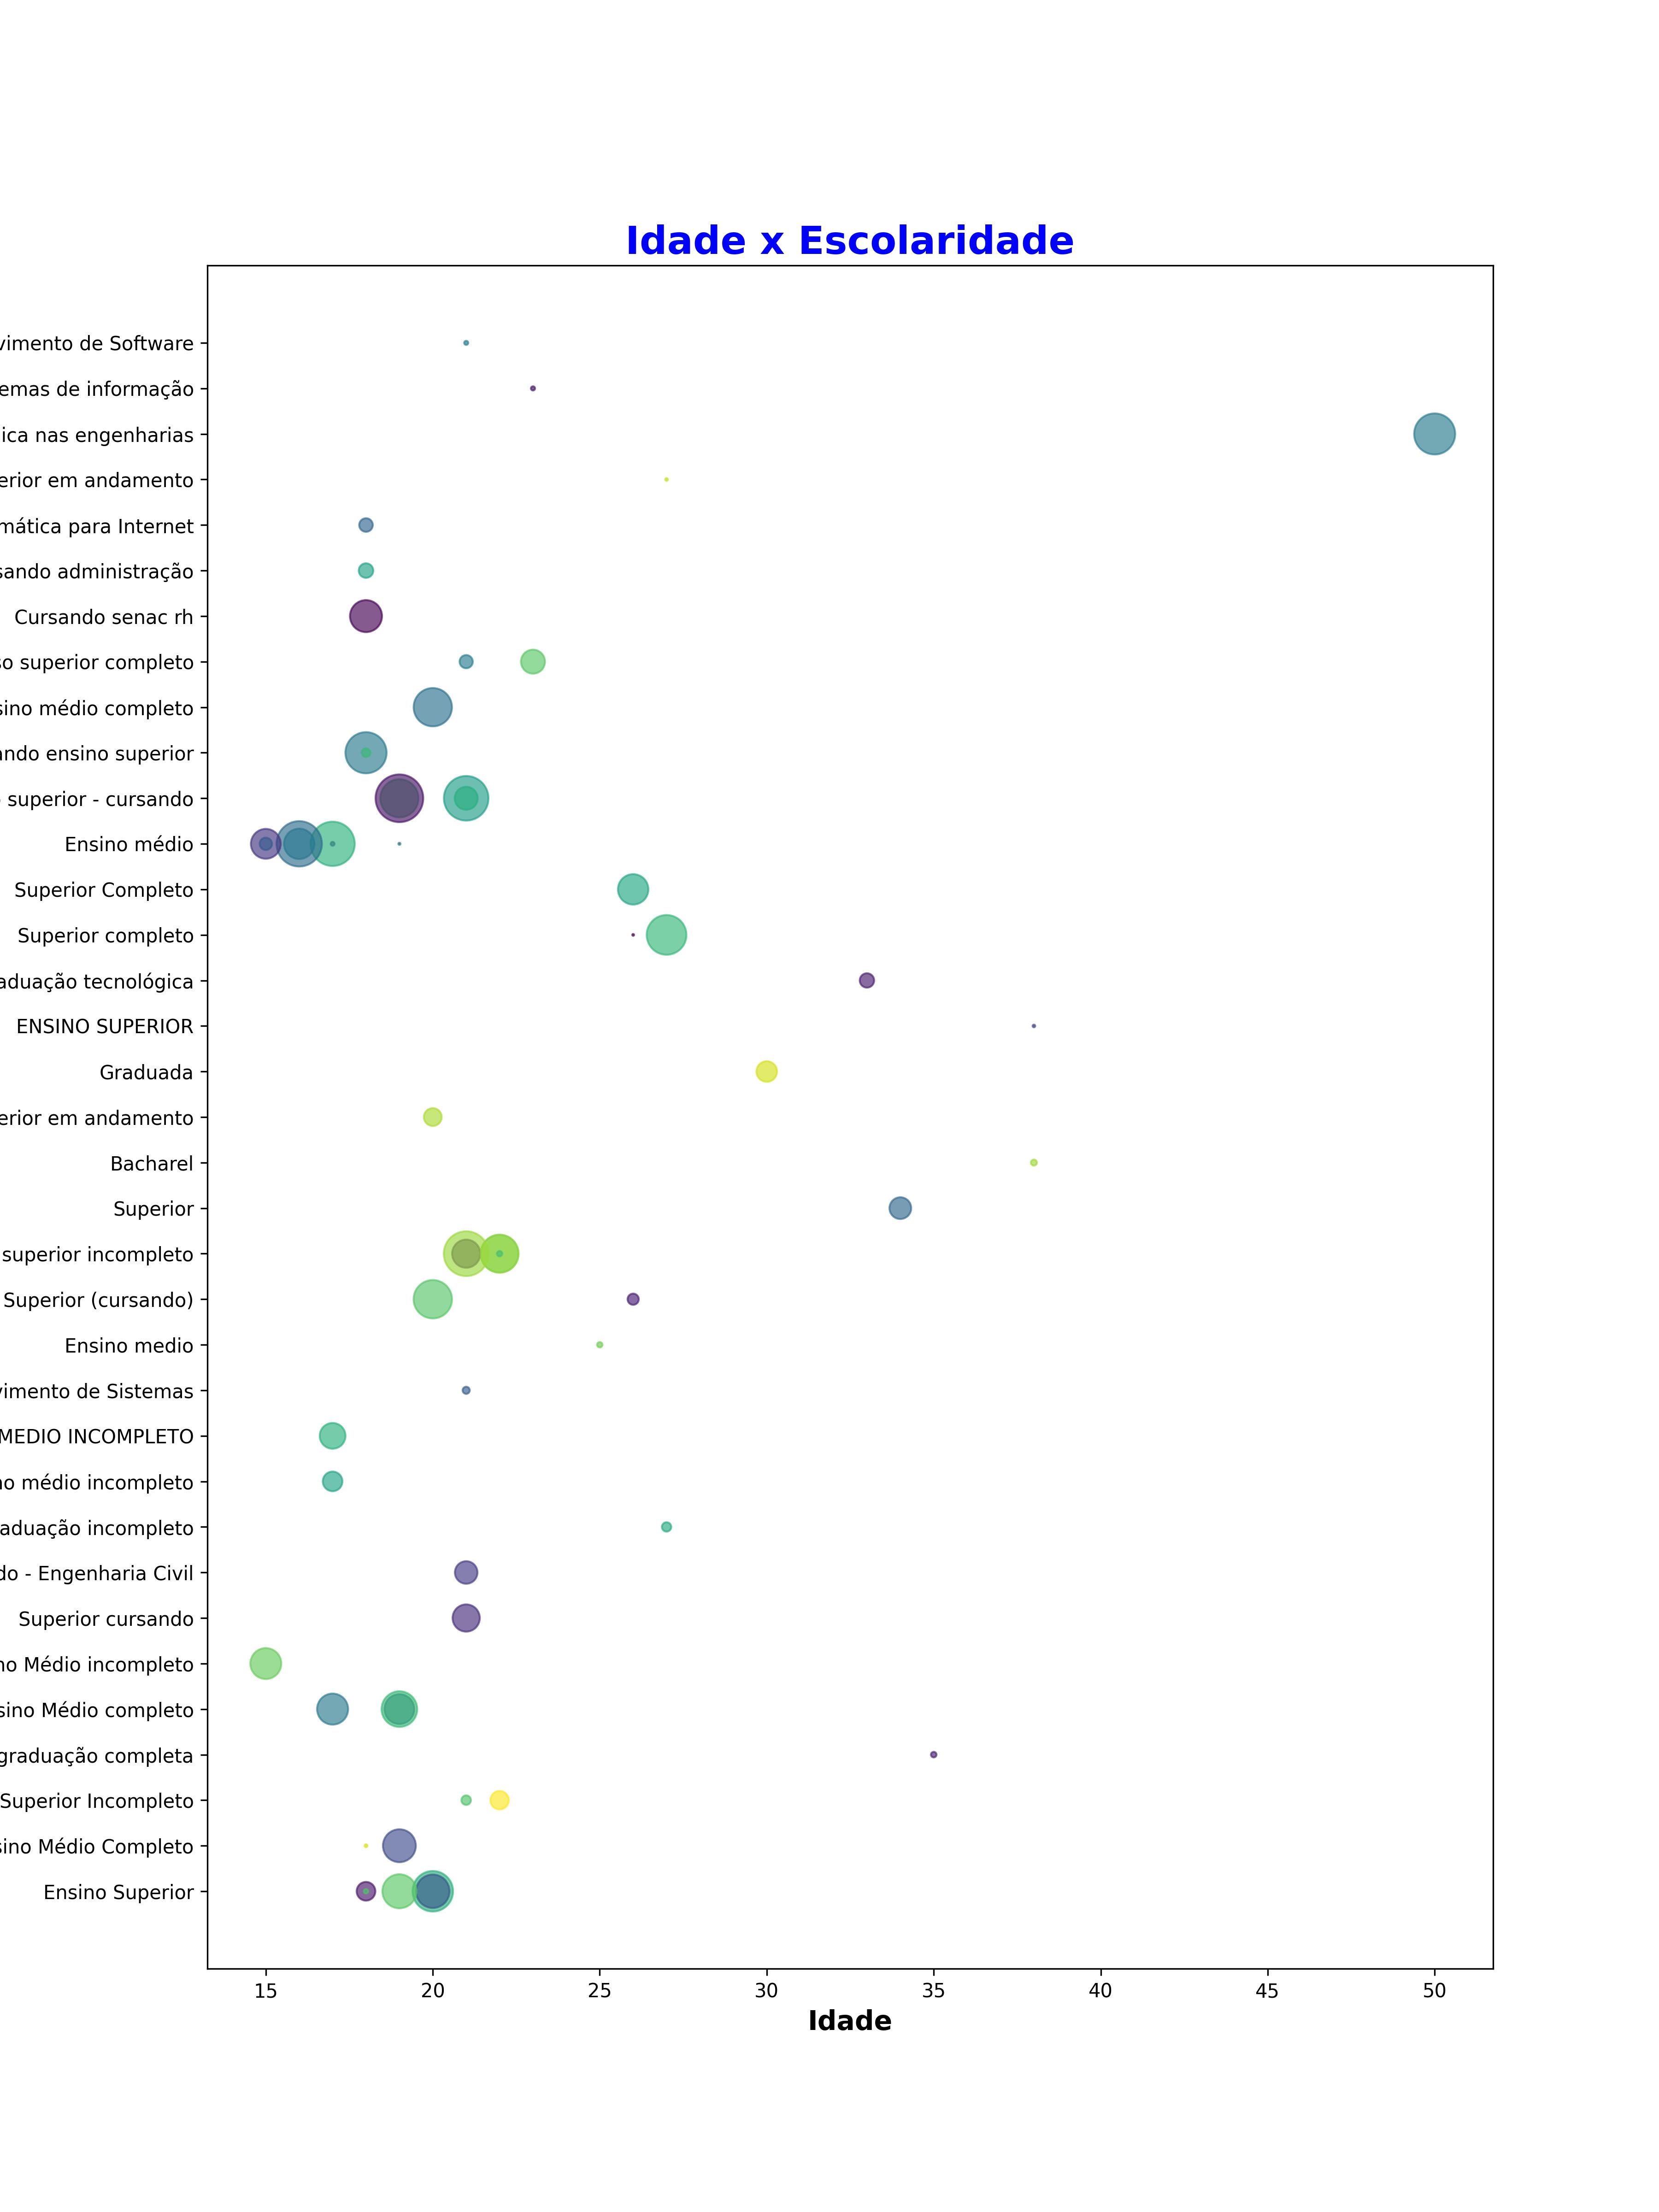 Idade x Escolaridade
vimento de Software
emas de informação
ica nas engenharias
erior em andamento
mática para Internet
sando administração
Cursando senac rh
so superior completo
sino médio completo
ando ensino superior
superior - cursando
Ensino médio
Superior Completo
Superior completo
aduação tecnológica
ENSINO SUPERIOR
Graduada
erior em andamento
Bacharel
Superior
superior incompleto
Superior (cursando)
Ensino medio
vimento de Sistemas
MEDIO INCOMPLETO
no médio incompleto
aduação incompleto
do - Engenharia Civil
Superior cursando
no Médio incompleto
sino Médio completo
graduação completa
Superior Incompleto
sino Médio Completo
Ensino Superior
15 20 25 30 35 40 45 50
Idade